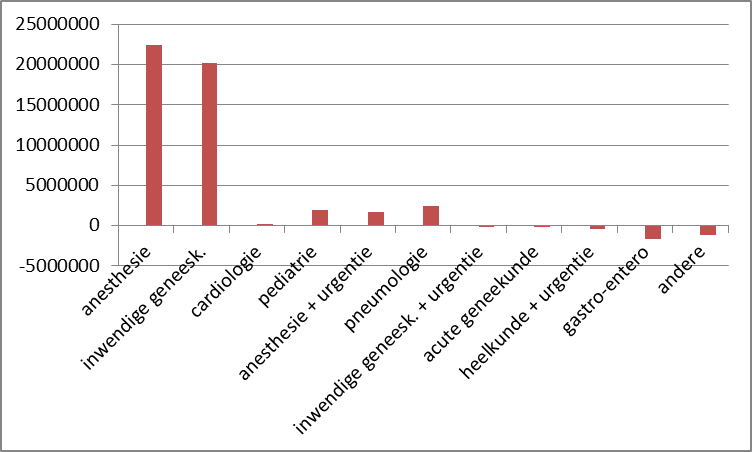 25000000
20000000
15000000
10000000
5000000
0
-5000000
anesthesie
inwendige geneesk.
cardiologie
pediatrie
anesthesie + urgentie
pneumologie
inwendige geneesk. + urgentie
acute geneekunde
heelkunde + urgentie
gastro-entero
andere